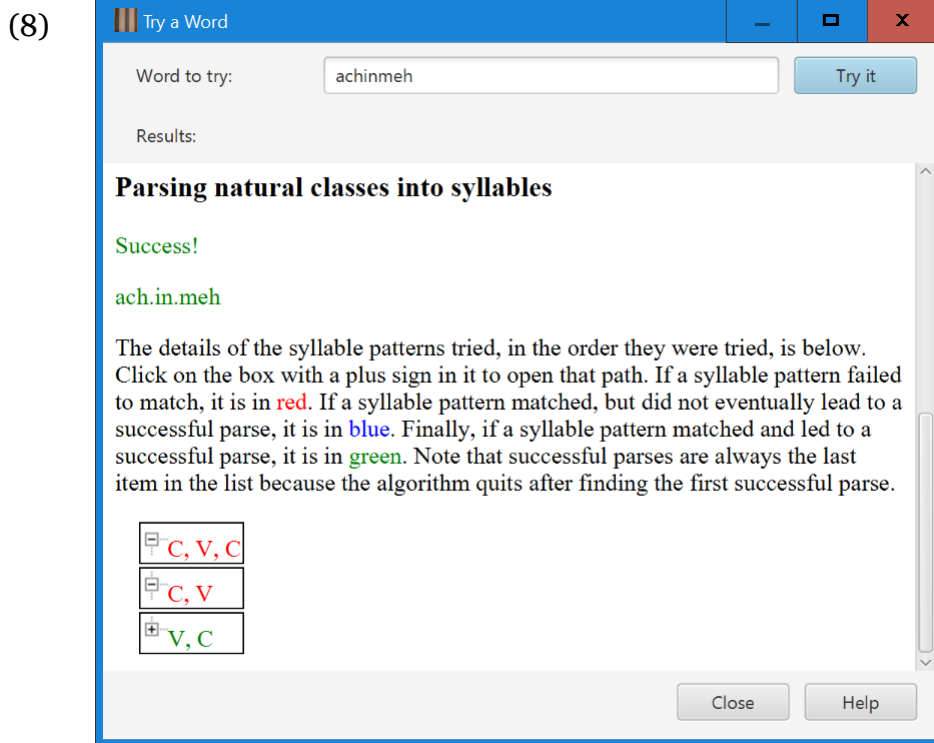 (8)
Try a Word
Word to try: achinmeh Try it
Results:
Parsing natural classes into syllables
Success!
ach.in.meh
The details of the syllable patterns tried, in the order they were tried, is below.
Click on the box with a plus sign in it to open that path. If a syllable pattern failed
to match, it is in red. If a syllable pattern matched, but did not eventually lead to a
successful parse, it is in blue. Finally, if a syllable pattern matched and led to a
successful parse, it is in green. Note that successful parses are always the last
item in the list because the algorithm quits after finding the first successful parse.
C, V, C
C, V
V, C
Close Help